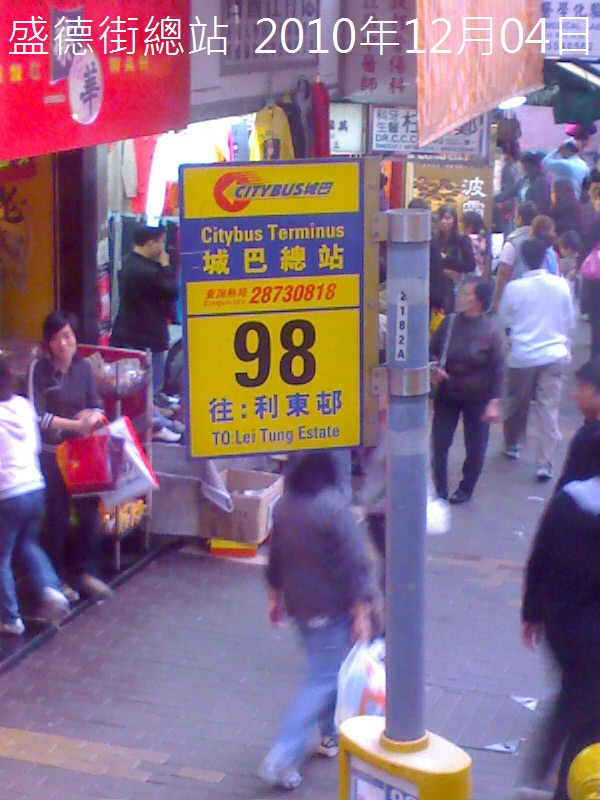 盛德街總站 2010年12月04日
華
CITYBUS城巴
Citybus Terminus
城巴總站
查詢熱線 28730818
Enquiries
98
往:利東邨
TO:Lei Tung Estate
2182A